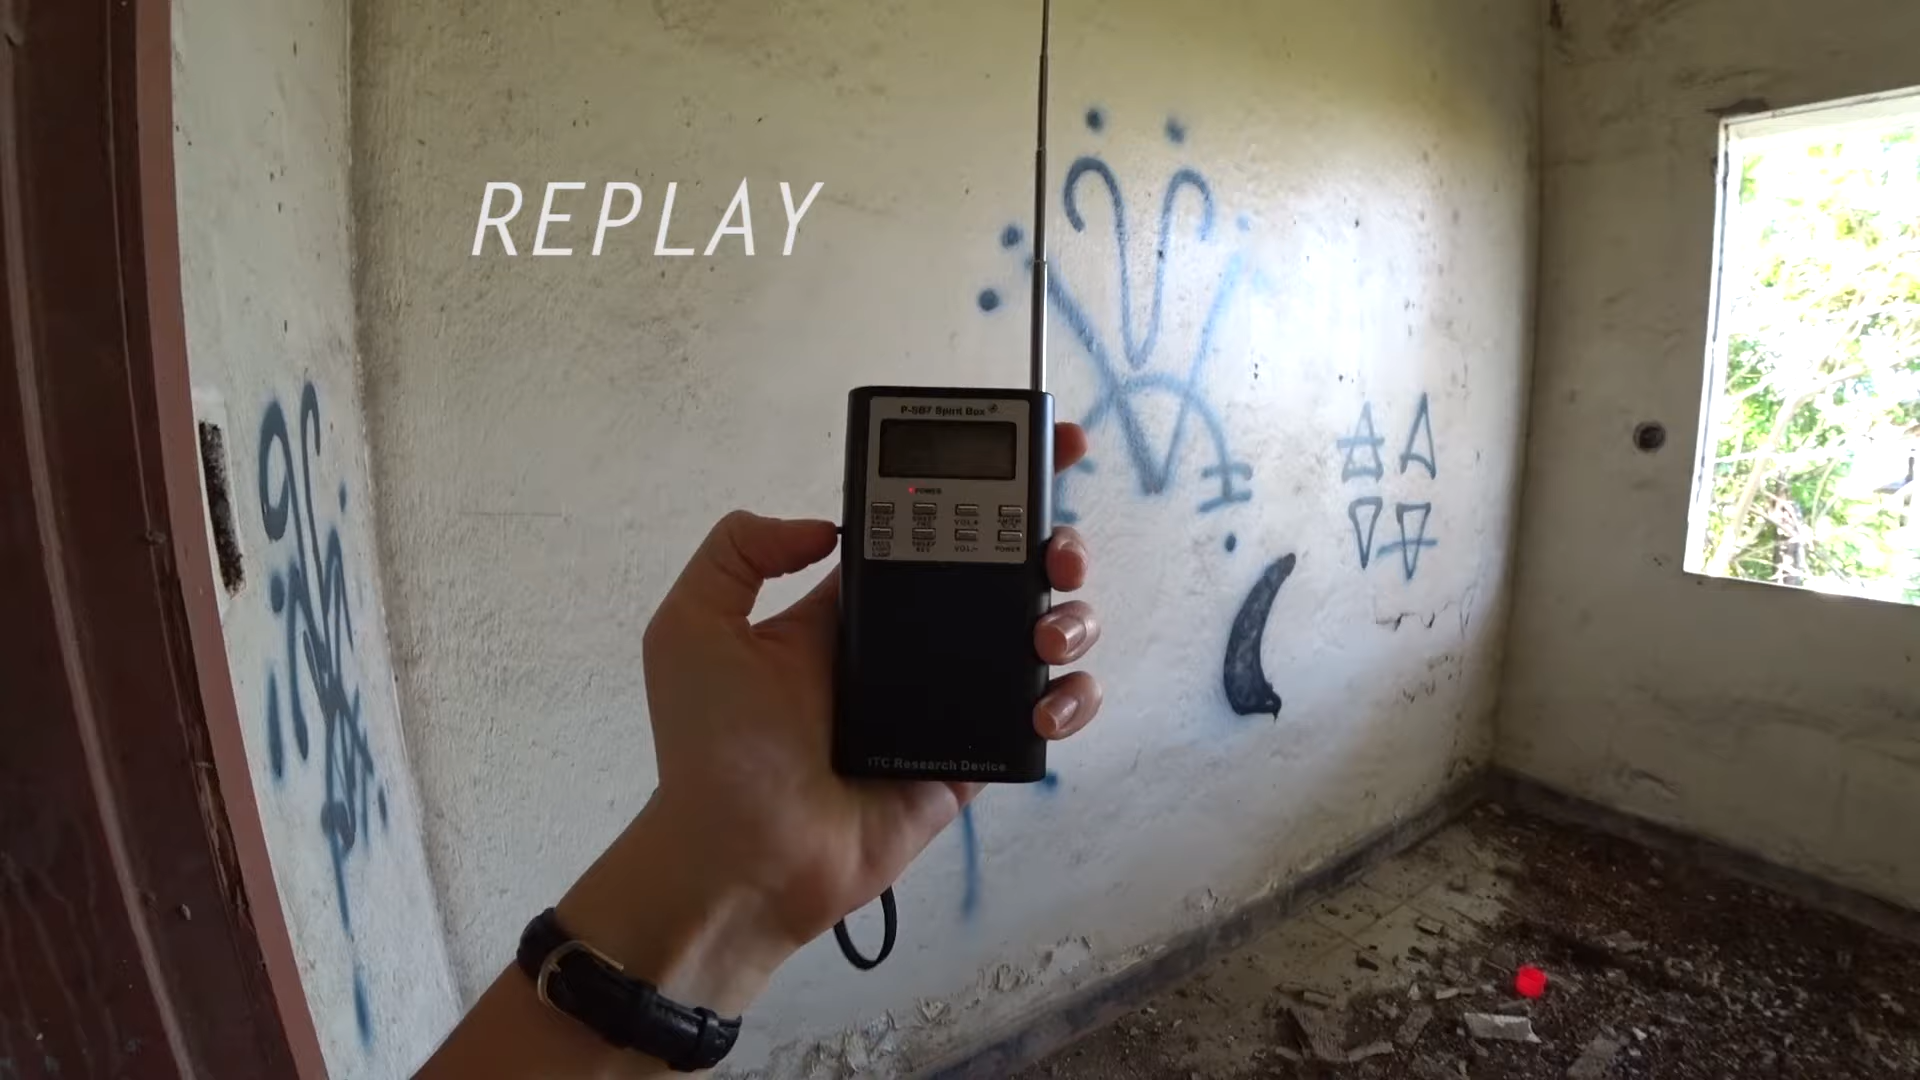 REPLAY
P-SB7 Spirit Box
POWER
VOL+
VOL-
POWER
ITC Research Device